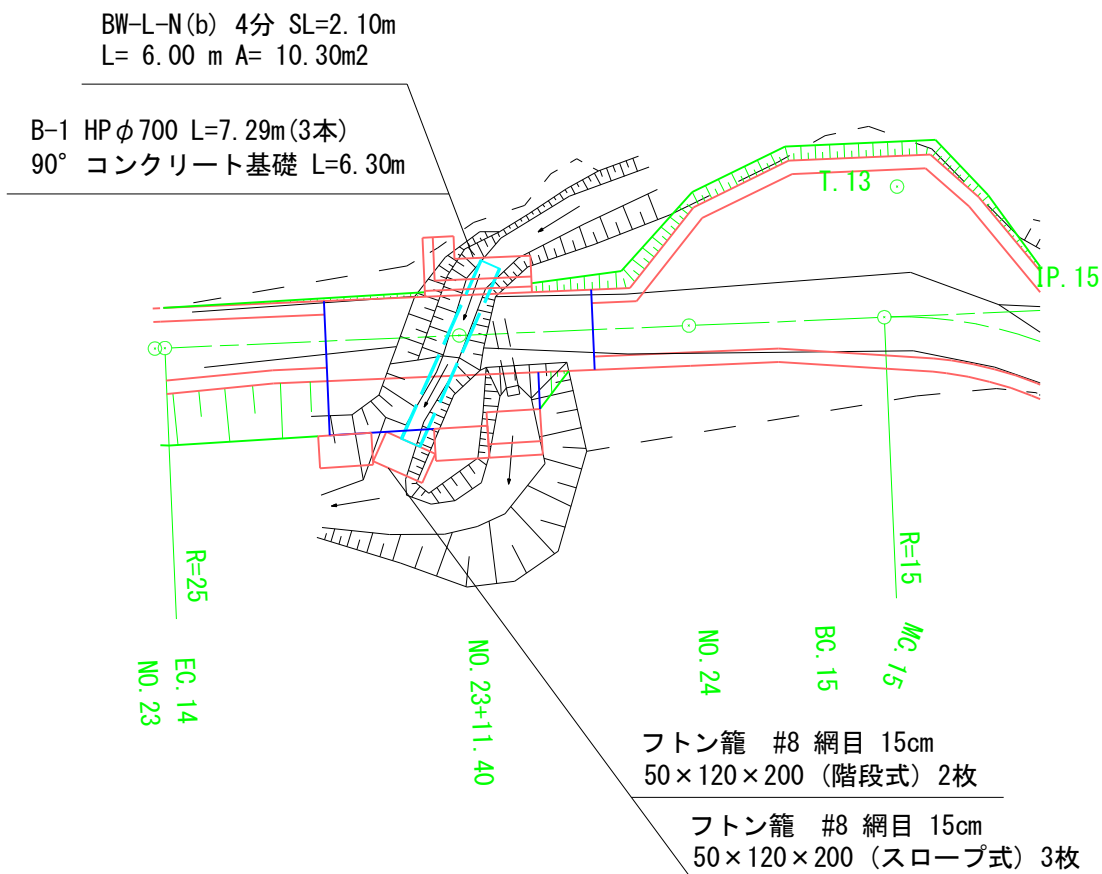 BW-L-N(b) 4分 SL=2.10m
L= 6.00 m A= 10.30m2
B-1 HPφ700 L=7.29m(3本)
90° コンクリート基礎 L=6.30m
T.13
IP.15
R=25
EC.14
NO.23
NO.23+11.40
NO.24
BC.15
R=15
MC.15
フトン籠 #8 網目 15cm
50×120×200 (階段式) 2枚
フトン籠 #8 網目 15cm
50×120×200 (スロープ式) 3枚